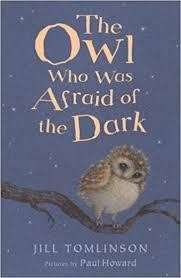 The
Owl
Who Was
Afraid of
the Dark
JILL TOMLINSON
Pictures by Paul Howard